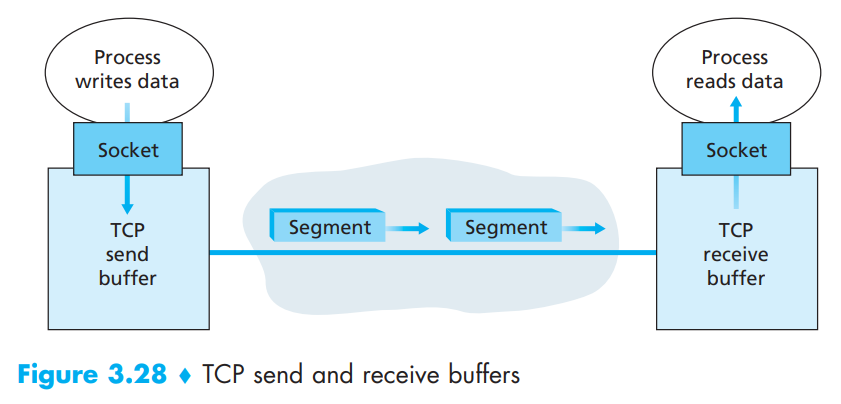 Process
writes data
Process
reads data
Socket
Socket
TCP
send
buffer
Segment
Segment
TCP
receive
buffer
Figure 3.28 ♦ TCP send and receive buffers